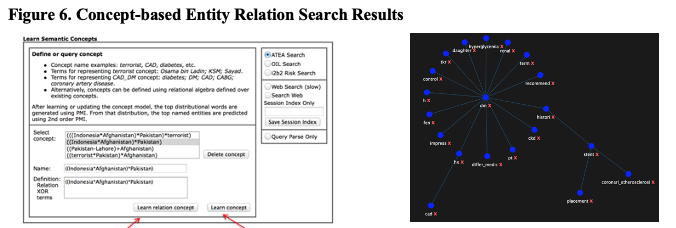 Figure 6. Concept-based Entity Relation Search Results
Learn Semantic Concepts
Define or query concept
• Concept name examples: terrorist, CAD, diabetes, etc.
• Terms for representing terrorist concept: Osama bin Ladin; KSM; Sayad.
• Terms for representing CAD_DM concept: diabetes; DM; CAD; CABG; coronary artery disease.
• Alternatively, concepts can be defined using relational algebra defined over existing concepts.
After learning or updating the concept model, the top distributional words are generated using PMI. From that distribution, the top named entities are predicted using 2nd order PMI.
Select concept:
(((Indonesia*Afghanistan)*Pakistan)*terrorist)
((Indonesia*Afghanistan)*Pakistan)
((Pakistan-Lahore)+Afghanistan)
((terrorist*Pakistan)*Afghanistan)
Delete concept
Name: ((Indonesia*Afghanistan)*Pakistan)
Definition: Relation XOR terms
((Indonesia*Afghanistan)*Pakistan)
Learn relation concept
Learn concept
ATEA Search
OIL Search
i2b2 Risk Search
Web Search (slow)
Search Web
Session Index Only
Save Session Index
Query Parse Only
daughter X
hyperglycemia
renal X
tkr X
term X
control X
recommend X
dm X
histori X
fen X
impress X
ckd X
hx X
differ_medic X
pt X
stent X
coronari_atherosclerosi X
placement X
cad X